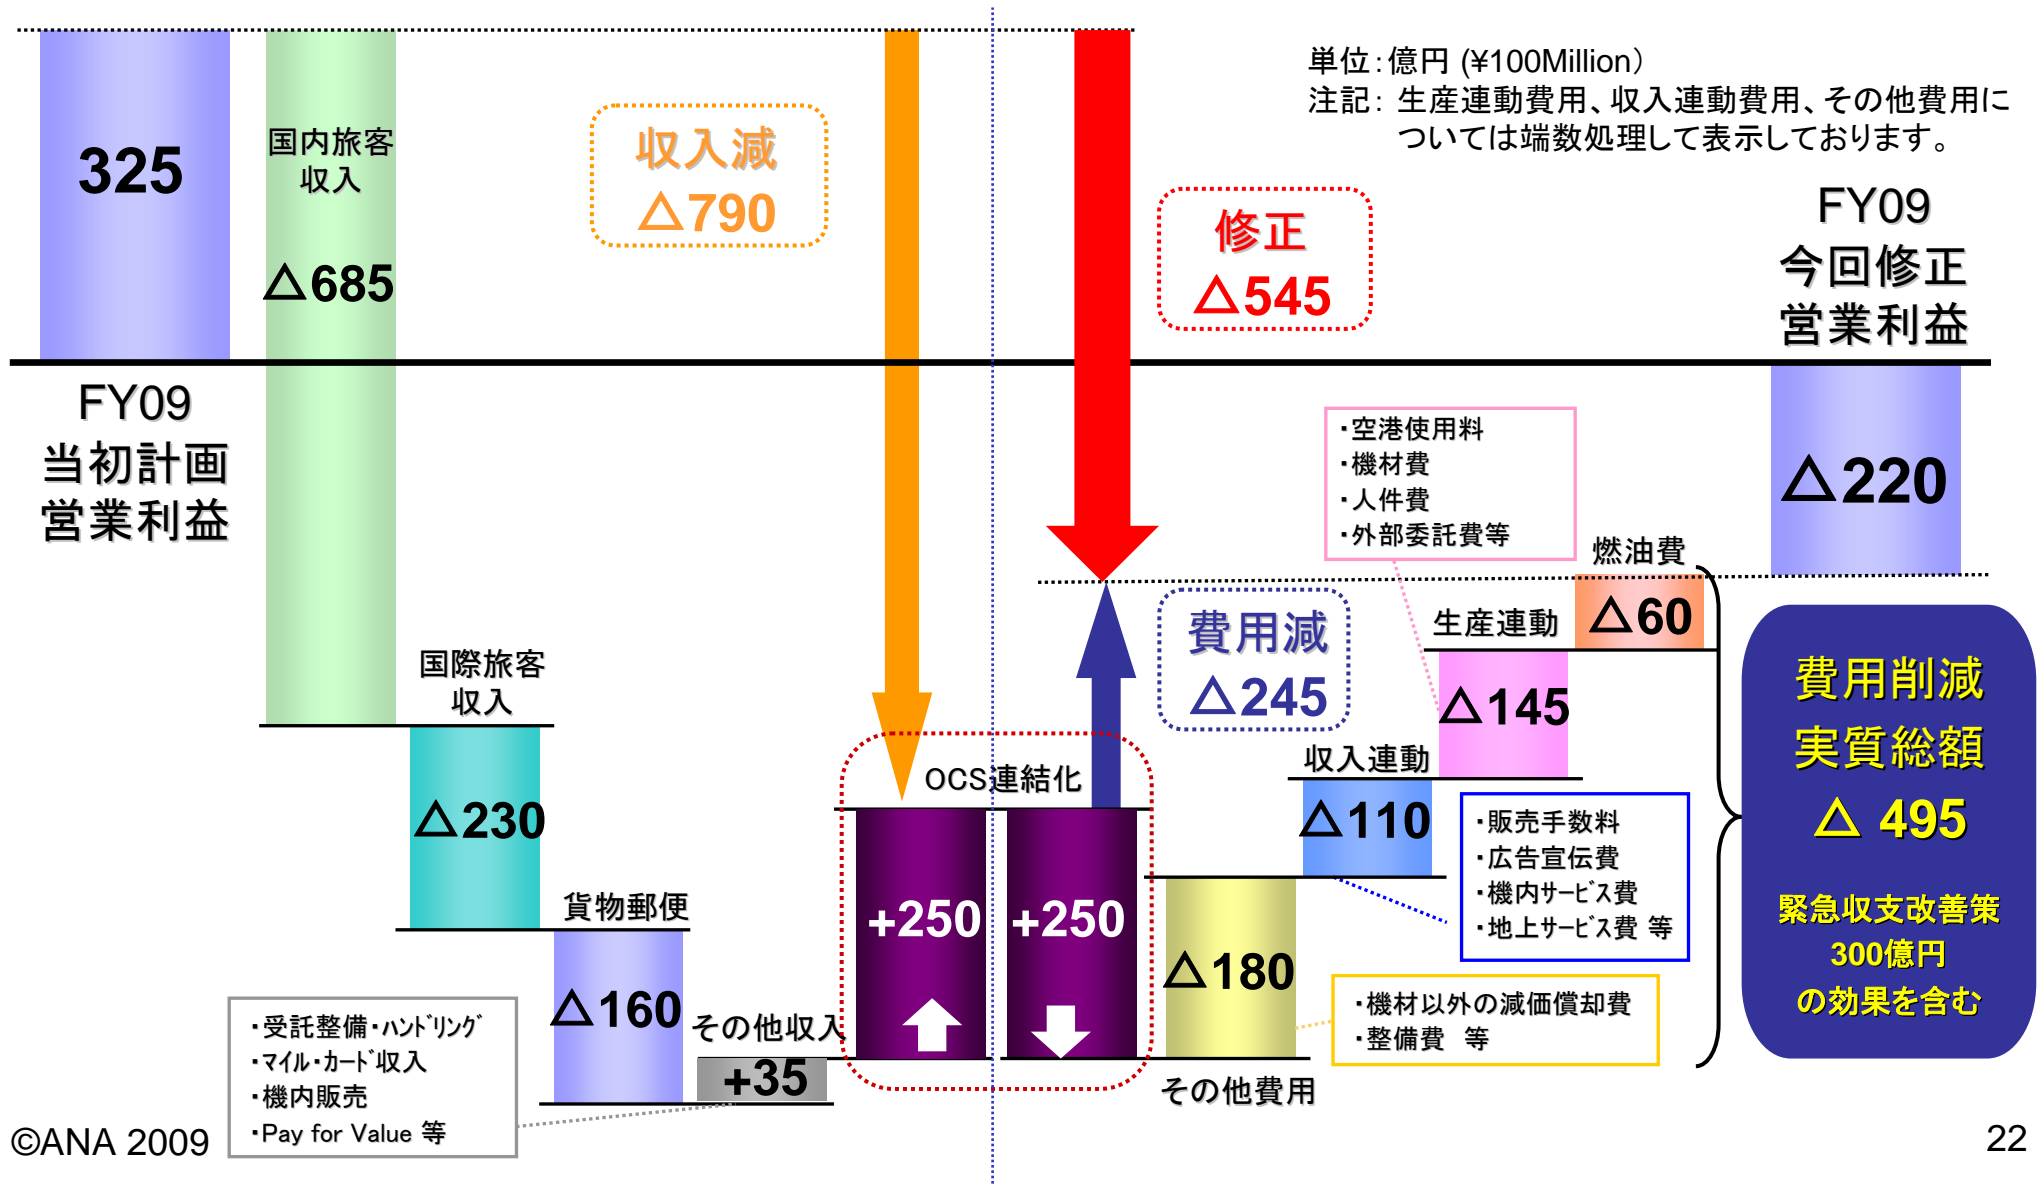 単位：億円 (¥100Million）
注記： 生産連動費用、収入連動費用、その他費用に
ついては端数処理して表示しております。
325
FY09
当初計画
営業利益
国内旅客
収入
△685
収入減
△790
修正
△545
FY09
今回修正
営業利益
△220
国際旅客
収入
△230
貨物郵便
△160
その他収入
+35
・受託整備・ﾊﾝﾄﾞﾘﾝｸﾞ
・ﾏｲﾙ・ｶｰﾄﾞ収入
・機内販売
・Pay for Value 等
OCS連結化
+250
+250
費用減
△245
その他費用
△180
・機材以外の減価償却費
・整備費　等
収入連動
△110
・販売手数料
・広告宣伝費
・機内ｻｰﾋﾞｽ費
・地上ｻｰﾋﾞｽ費 等
生産連動
△145
・空港使用料
・機材費
・人件費
・外部委託費等
燃油費
△60
費用削減
実質総額
△ 495
緊急収支改善策
300億円
の効果を含む
©ANA 2009
22